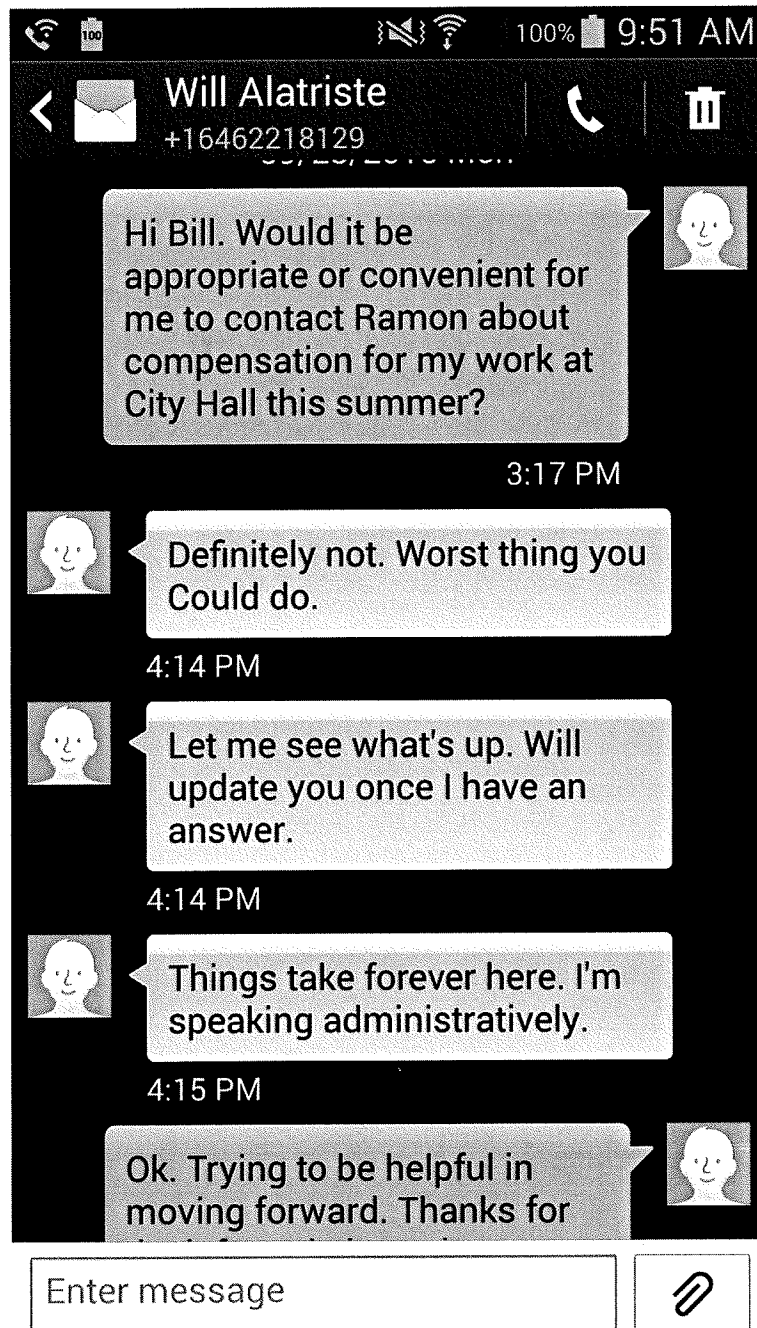 100 100% 9:51 AM
Will Alatriste
+16462218129
Hi Bill. Would it be
appropriate or convenient for
me to contact Ramon about
compensation for my work at
City Hall this summer?
3:17 PM
Definitely not. Worst thing you
Could do.
4:14 PM
Let me see what's up. Will
update you once I have an
answer.
4:14 PM
Things take forever here. I'm
speaking administratively.
4:15 PM
Ok. Trying to be helpful in
moving forward. Thanks for
Enter message